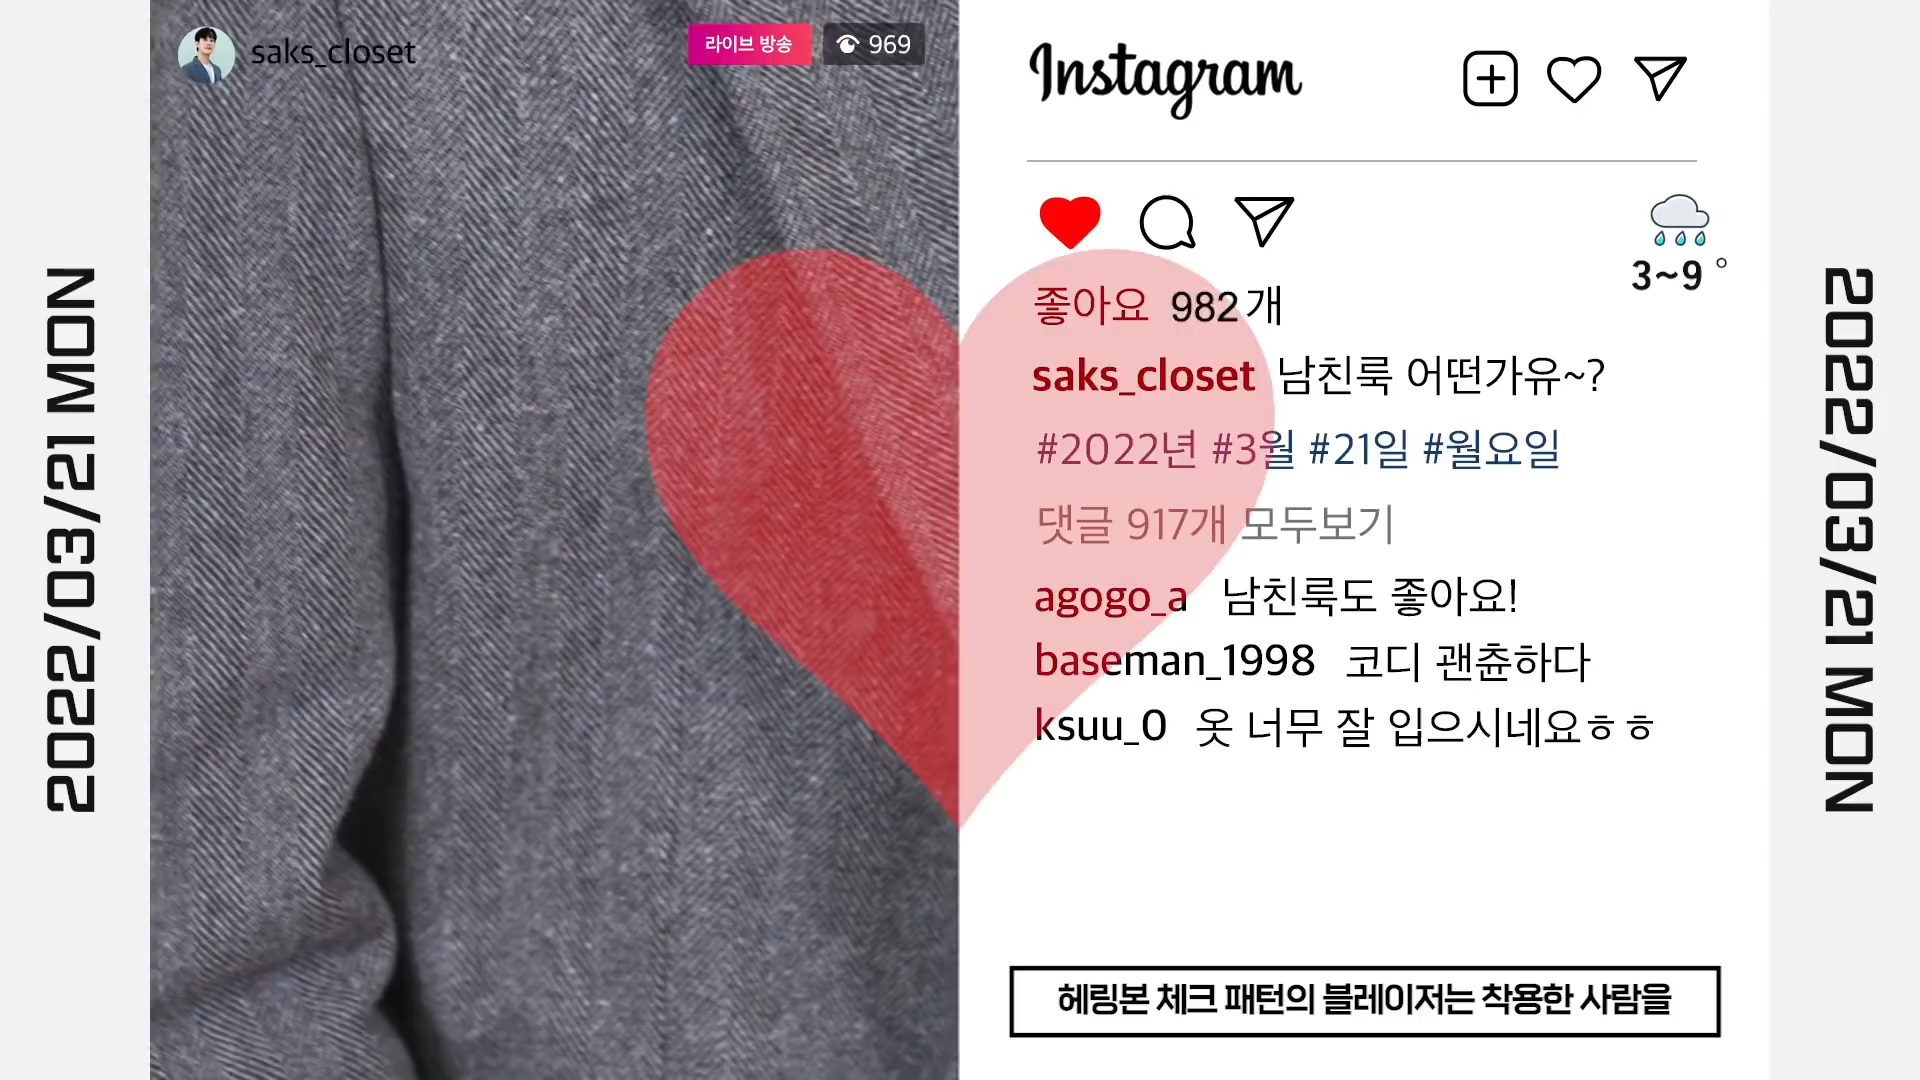 2022/03/21 MON
saks_closet
라이브 방송
969
Instagram
3~9°
좋아요 982개
saks_closet 남친룩 어떤가유~?
#2022년 #3월 #21일 #월요일
댓글 917개 모두보기
agogo_a 남친룩도 좋아요!
baseman_1998 코디 괜츈하다
ksuu_0 옷 너무 잘 입으시네요ㅎㅎ
헤링본 체크 패턴의 블레이저는 착용한 사람을
2022/03/21 MON